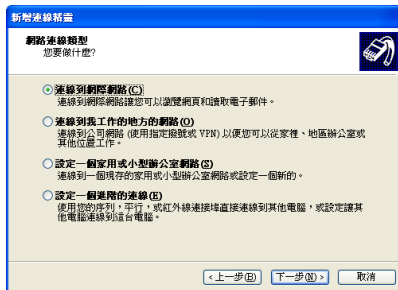 新增連線精靈
網路連線類型
您要做什麼?
連線到網際網路(C)
連線到網際網路讓您可以瀏覽網頁和讀取電子郵件。
連線到我工作的地方的網路(O)
連線到公司網路 (使用撥號或 VPN) 以便您可以從家裡、地區辦公室或
其他位置工作。
設定一個家用或小型辦公室網路(S)
連線到一個現存的家用或小型辦公室網路或設定一個新的。
設定一個進階的連線(E)
使用您的序列，平行，或紅外線連接埠直接連線到其他電腦，或設定讓其
他電腦連線到這台電腦。
<上一步(B)
下一步(N)>
取消